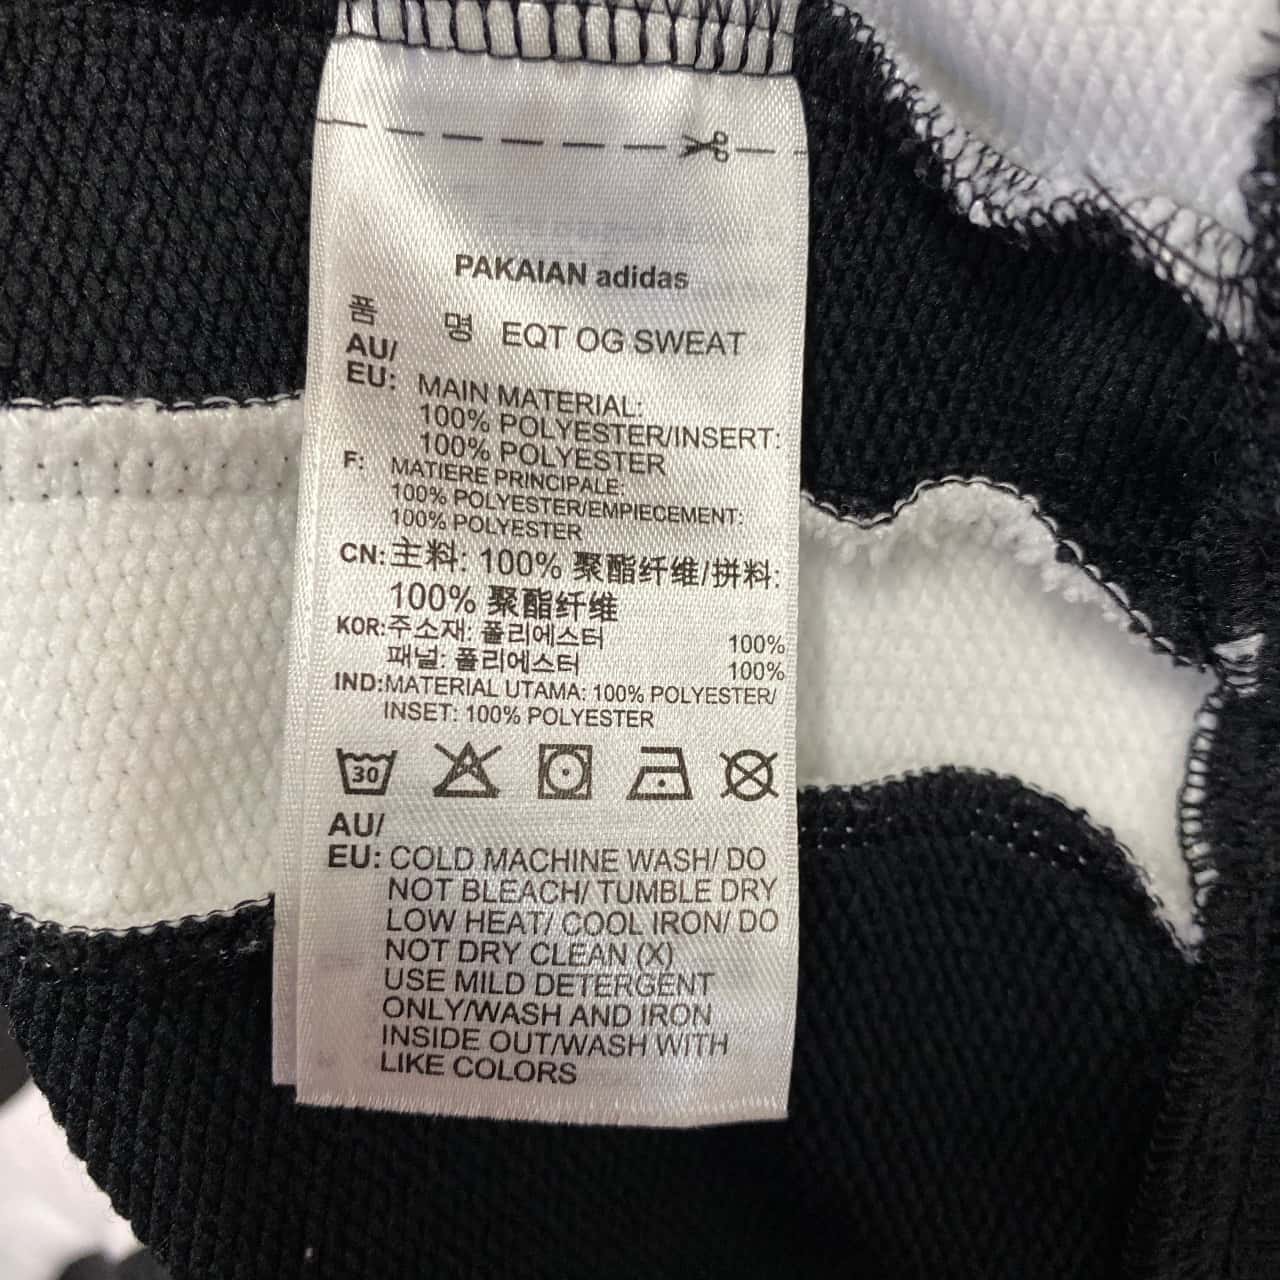 PAKAIAN adidas
품 명 EQT OG SWEAT
AU/
EU: MAIN MATERIAL:
100% POLYESTER/INSERT:
100% POLYESTER
F: MATIERE PRINCIPALE:
100% POLYESTER/EMPIECEMENT:
100% POLYESTER
CN: 主料: 100% 聚酯纤维/拼料:
100% 聚酯纤维
KOR: 주소재: 폴리에스터 100%
패널: 폴리에스터 100%
IND: MATERIAL UTAMA: 100% POLYESTER/
INSET: 100% POLYESTER
30
AU/
EU: COLD MACHINE WASH/ DO
NOT BLEACH/ TUMBLE DRY
LOW HEAT/ COOL IRON/ DO
NOT DRY CLEAN (X)
USE MILD DETERGENT
ONLY/WASH AND IRON
INSIDE OUT/WASH WITH
LIKE COLORS